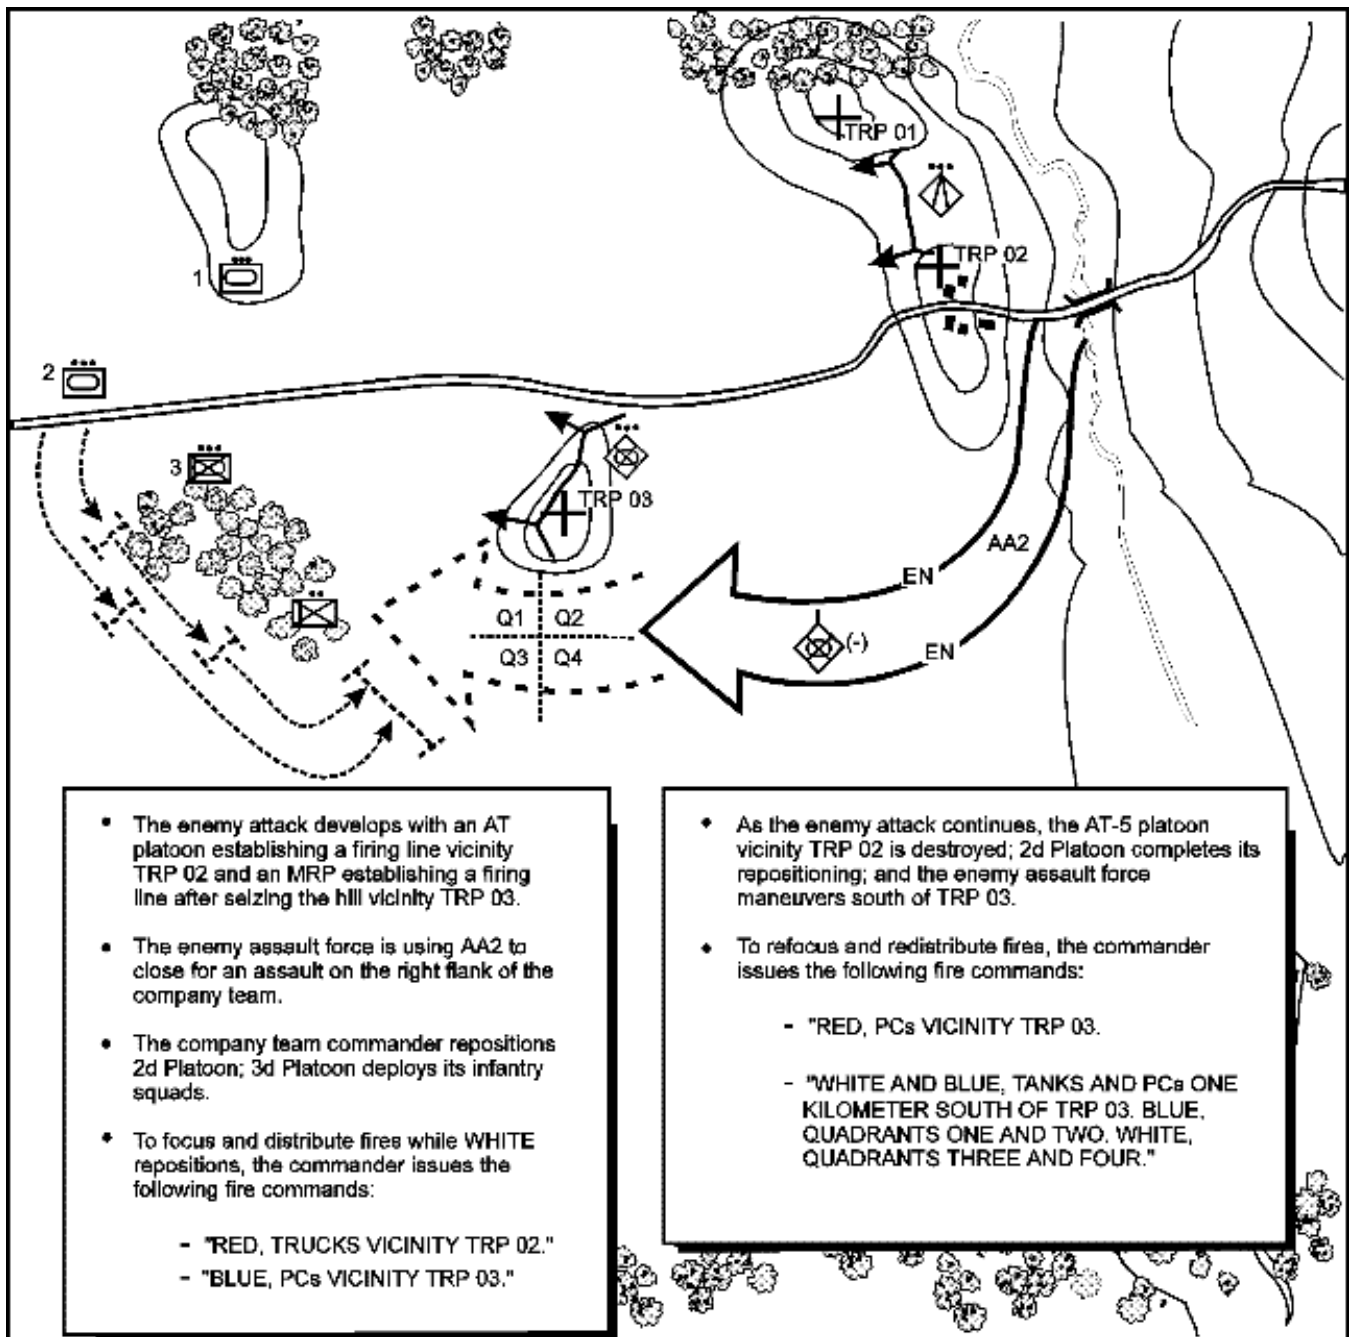 TRP 01
TRP 02
1
2
3
TRP 03
AA2
EN
Q1 Q2
(-)
Q3 Q4
EN
• The enemy attack develops with an AT
platoon establishing a firing line vicinity
TRP 02 and an MRP establishing a firing
line after seizing the hill vicinity TRP 03.
• The enemy assault force is using AA2 to
close for an assault on the right flank of the
company team.
• The company team commander repositions
2d Platoon; 3d Platoon deploys its infantry
squads.
• To focus and distribute fires while WHITE
repositions, the commander issues the
following fire commands:
- "RED, TRUCKS VICINITY TRP 02."
- "BLUE, PCs VICINITY TRP 03."
• As the enemy attack continues, the AT-5 platoon
vicinity TRP 02 is destroyed; 2d Platoon completes its
repositioning; and the enemy assault force
maneuvers south of TRP 03.
• To refocus and redistribute fires, the commander
issues the following fire commands:
- "RED, PCs VICINITY TRP 03.
- "WHITE AND BLUE, TANKS AND PCs ONE
KILOMETER SOUTH OF TRP 03. BLUE,
QUADRANTS ONE AND TWO. WHITE,
QUADRANTS THREE AND FOUR."